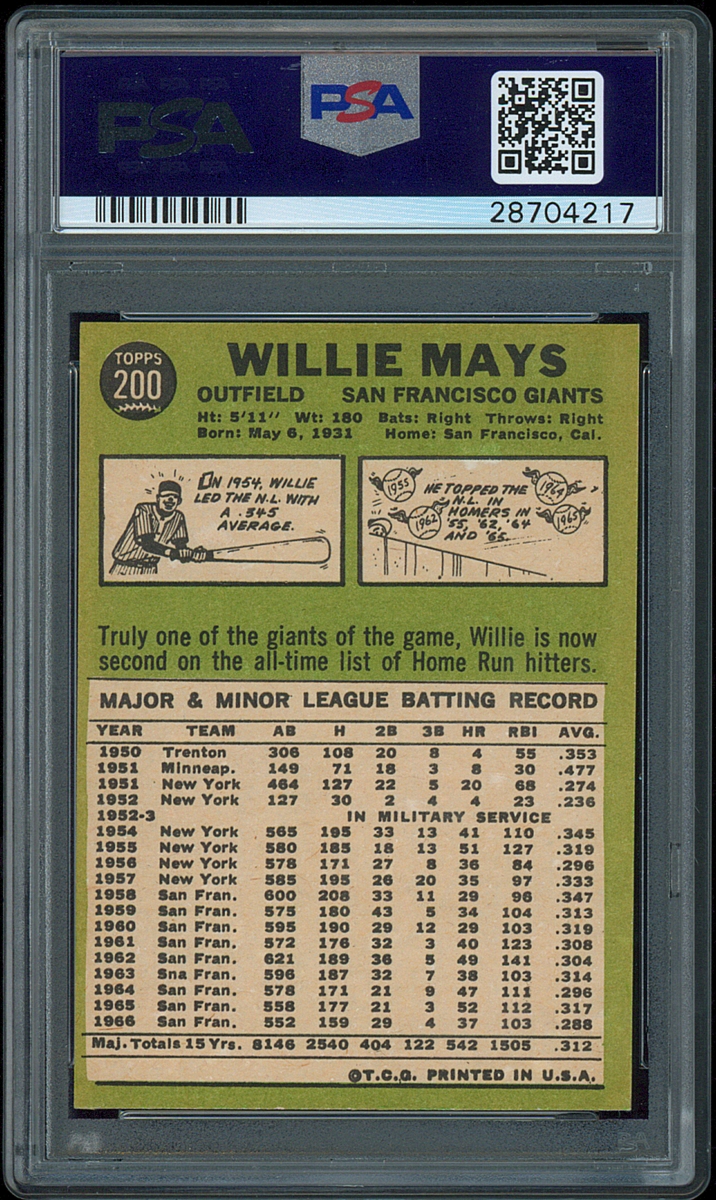 PSA
PSA
28704217
TOPPS
200
WILLIE MAYS
OUTFIELD SAN FRANCISCO GIANTS
Ht: 5'11" Wt: 180 Bats: Right Throws: Right
Born: May 6, 1931 Home: San Francisco, Cal.
IN 1954, WILLIE
LED THE N.L. WITH
A .345
AVERAGE.
1955
1962
HE TOPPED THE
N.L. IN
HOMERS IN
'55, '62, '64
AND '65.
1964
1965
Truly one of the giants of the game, Willie is now
second on the all-time list of Home Run hitters.
MAJOR & MINOR LEAGUE BATTING RECORD
YEAR TEAM AB H 2B 3B HR RBI AVG.
1950 Trenton 306 108 20 8 4 55 .353
1951 Minneap. 149 71 18 3 8 30 .477
1951 New York 464 127 22 5 20 68 .274
1952 New York 127 30 2 4 4 23 .236
1952-3 IN MILITARY SERVICE
1954 New York 565 195 33 13 41 110 .345
1955 New York 580 185 18 13 51 127 .319
1956 New York 578 171 27 8 36 84 .296
1957 New York 585 195 26 20 35 97 .333
1958 San Fran. 600 208 33 11 29 96 .347
1959 San Fran. 575 180 43 5 34 104 .313
1960 San Fran. 595 190 29 12 29 103 .319
1961 San Fran. 572 176 32 3 40 123 .308
1962 San Fran. 621 189 36 5 49 141 .304
1963 Sna Fran. 596 187 32 7 38 103 .314
1964 San Fran. 578 171 21 9 47 111 .296
1965 San Fran. 558 177 21 3 52 112 .317
1966 San Fran. 552 159 29 4 37 103 .288
Maj. Totals 15 Yrs. 8146 2540 404 122 542 1505 .312
©T.C.G. PRINTED IN U.S.A.